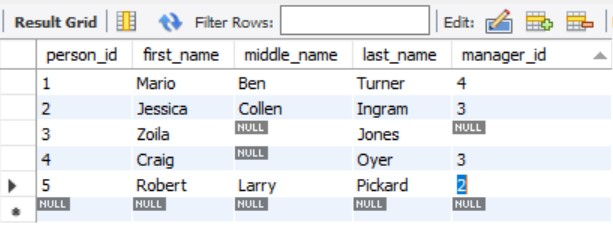 Result Grid Filter Rows: Edit:
person_id first_name middle_name last_name manager_id
1 Mario Ben Turner 4
2 Jessica Collen Ingram 3
3 Zoila NULL Jones NULL
4 Craig NULL Oyer 3
5 Robert Larry Pickard 2
NULL NULL NULL NULL NULL